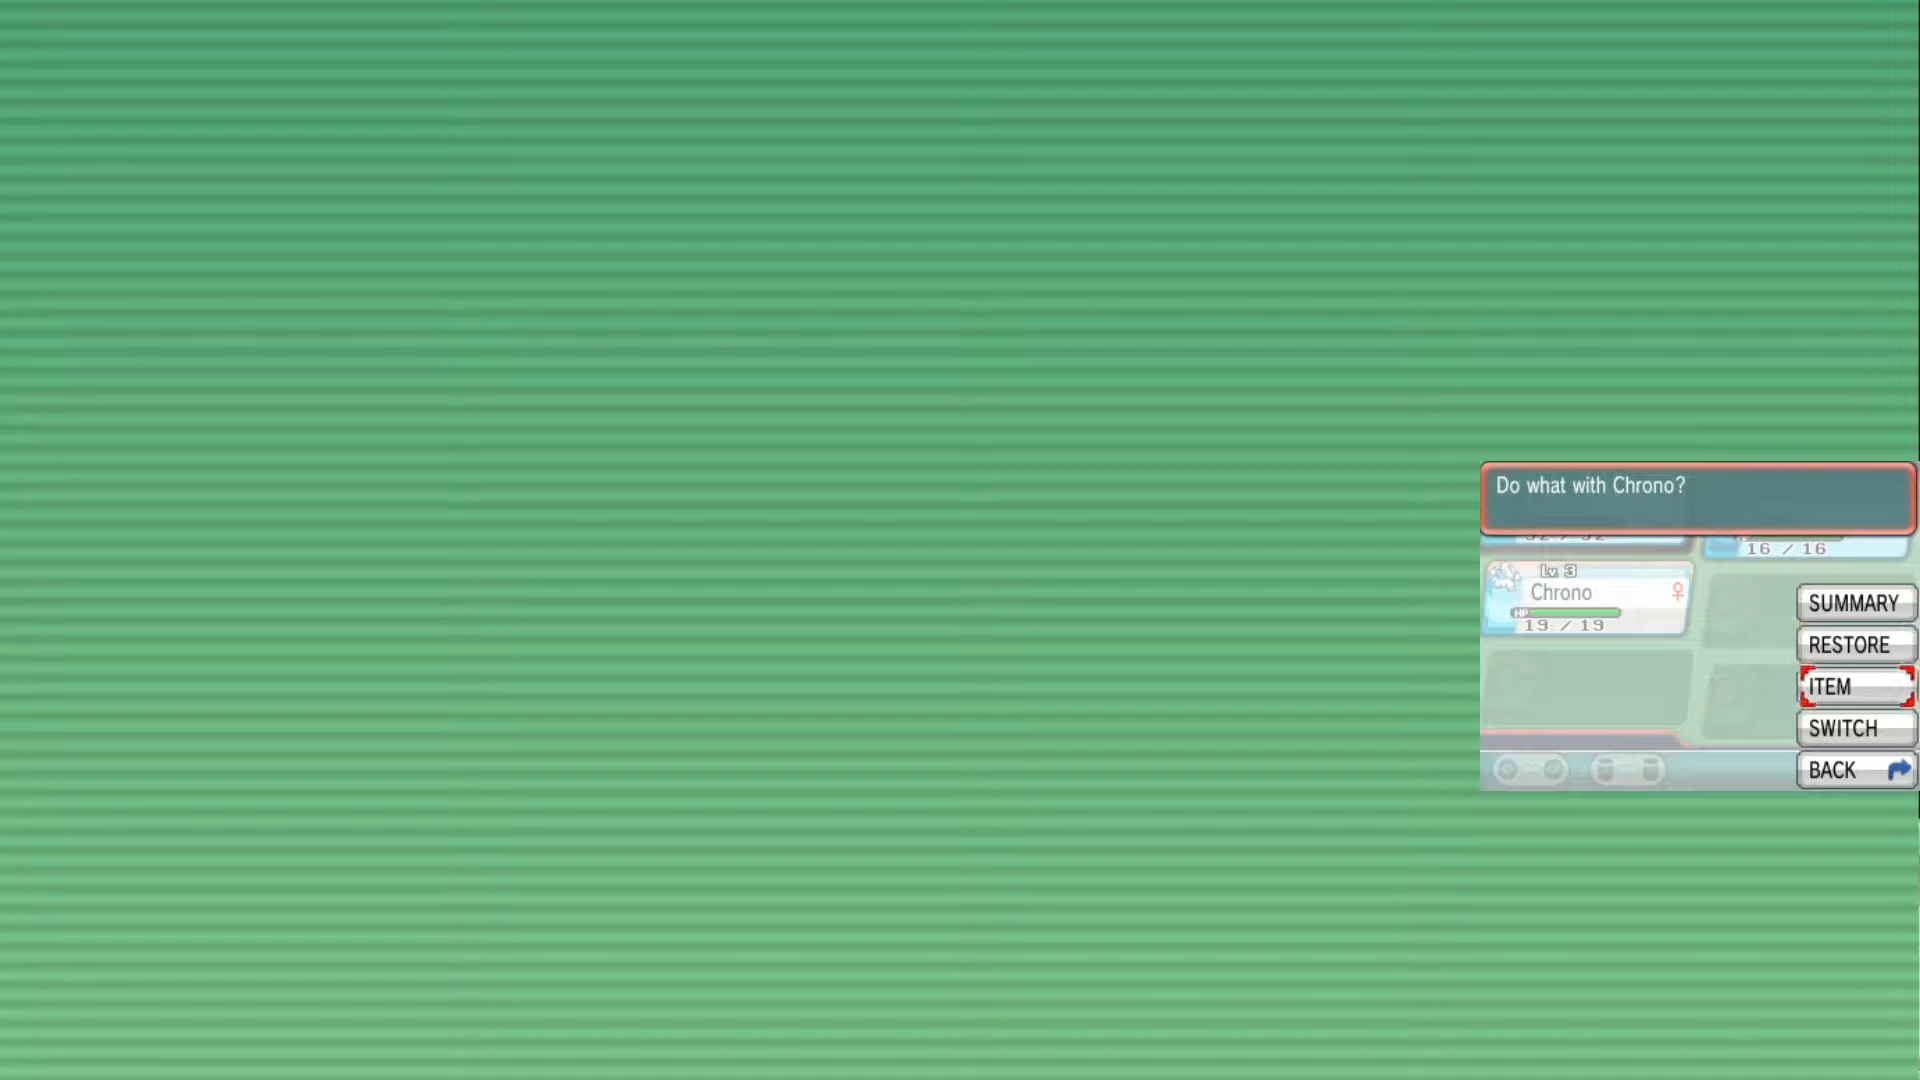 Do what with Chrono?
16 / 16
Lv. 3
Chrono ♀
HP
19 / 19
SUMMARY
RESTORE
ITEM
SWITCH
BACK